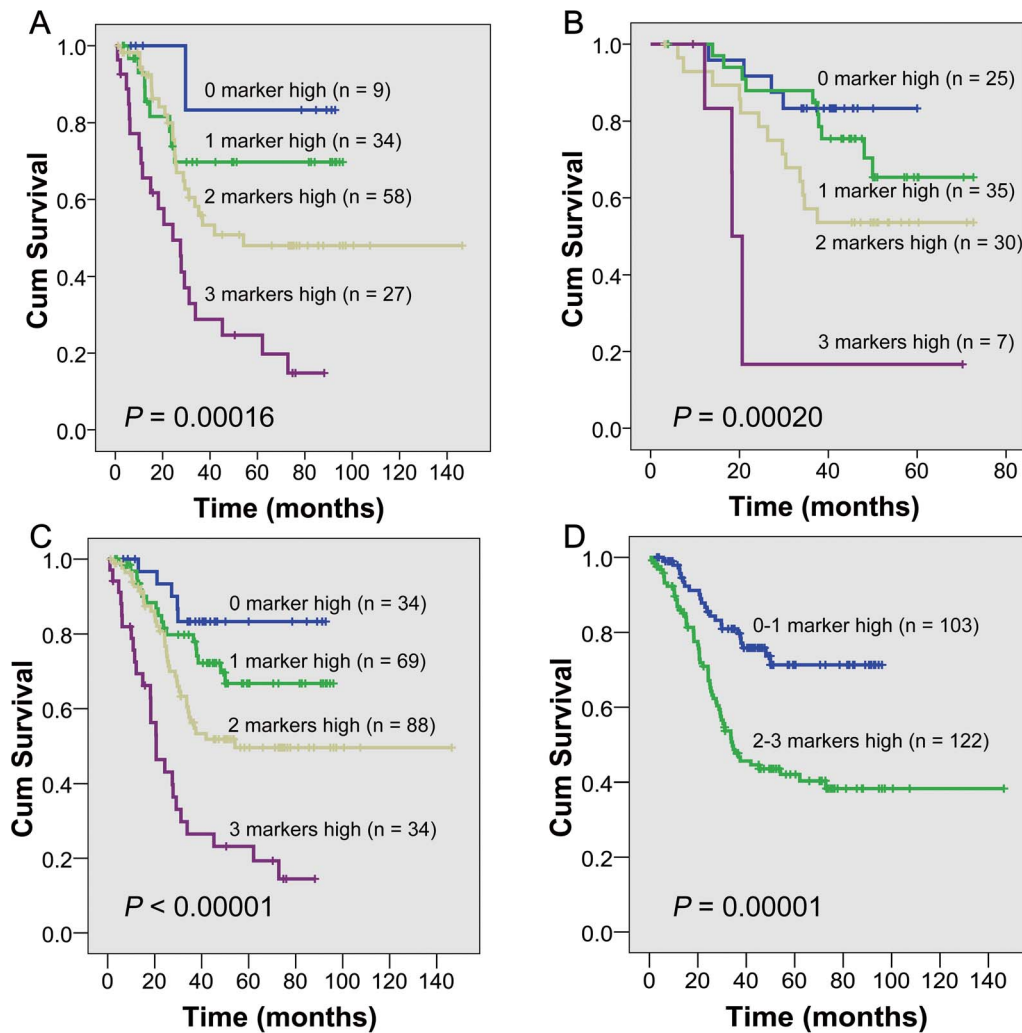 A
1.0
0.8
0.6
0.4
0.2
0.0
Cum Survival
0 marker high (n = 9)
1 marker high (n = 34)
2 markers high (n = 58)
3 markers high (n = 27)
P = 0.00016
0 20 40 60 80 100 120 140
Time (months)
B
1.0
0.8
0.6
0.4
0.2
0.0
Cum Survival
0 marker high (n = 25)
1 marker high (n = 35)
2 markers high (n = 30)
3 markers high (n = 7)
P = 0.00020
0 20 40 60 80
Time (months)
C
1.0
0.8
0.6
0.4
0.2
0.0
Cum Survival
0 marker high (n = 34)
1 marker high (n = 69)
2 markers high (n = 88)
3 markers high (n = 34)
P < 0.00001
0 20 40 60 80 100 120 140
Time (months)
D
1.0
0.8
0.6
0.4
0.2
0.0
Cum Survival
0-1 marker high (n = 103)
2-3 markers high (n = 122)
P = 0.00001
0 20 40 60 80 100 120 140
Time (months)